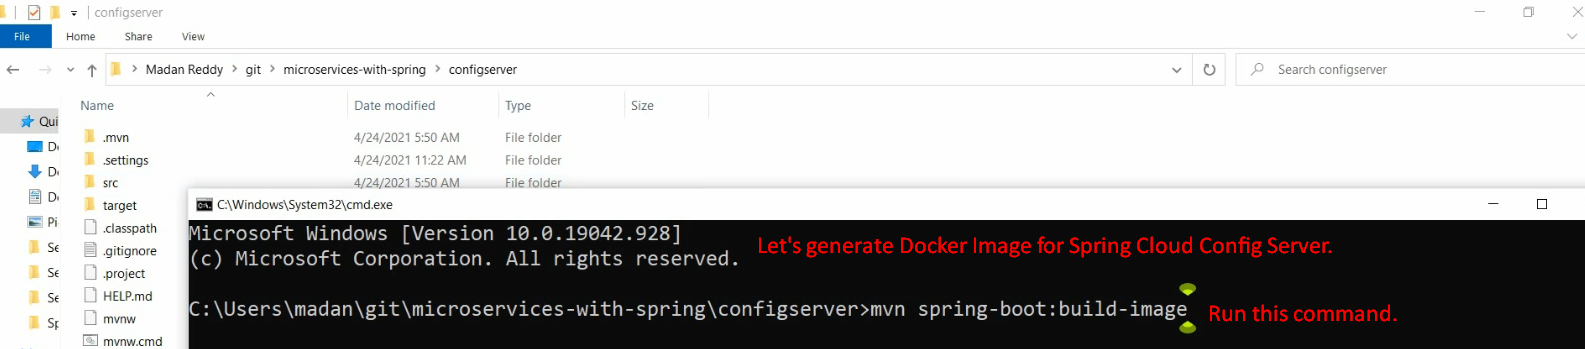 configserver
File Home Share View
Madan Reddy git microservices-with-spring configserver Search configserver
Name Date modified Type Size
Qui
.mvn 4/24/2021 5:50 AM File folder
.settings 4/24/2021 11:22 AM File folder
src 4/24/2021 5:50 AM File folder
target
.classpath
.gitignore
.project
HELP.md
mvnw
mvnw.cmd
C:\Windows\System32\cmd.exe
Microsoft Windows [Version 10.0.19042.928]
(c) Microsoft Corporation. All rights reserved.
Let's generate Docker Image for Spring Cloud Config Server.
C:\Users\madan\git\microservices-with-spring\configserver>mvn spring-boot:build-image
Run this command.